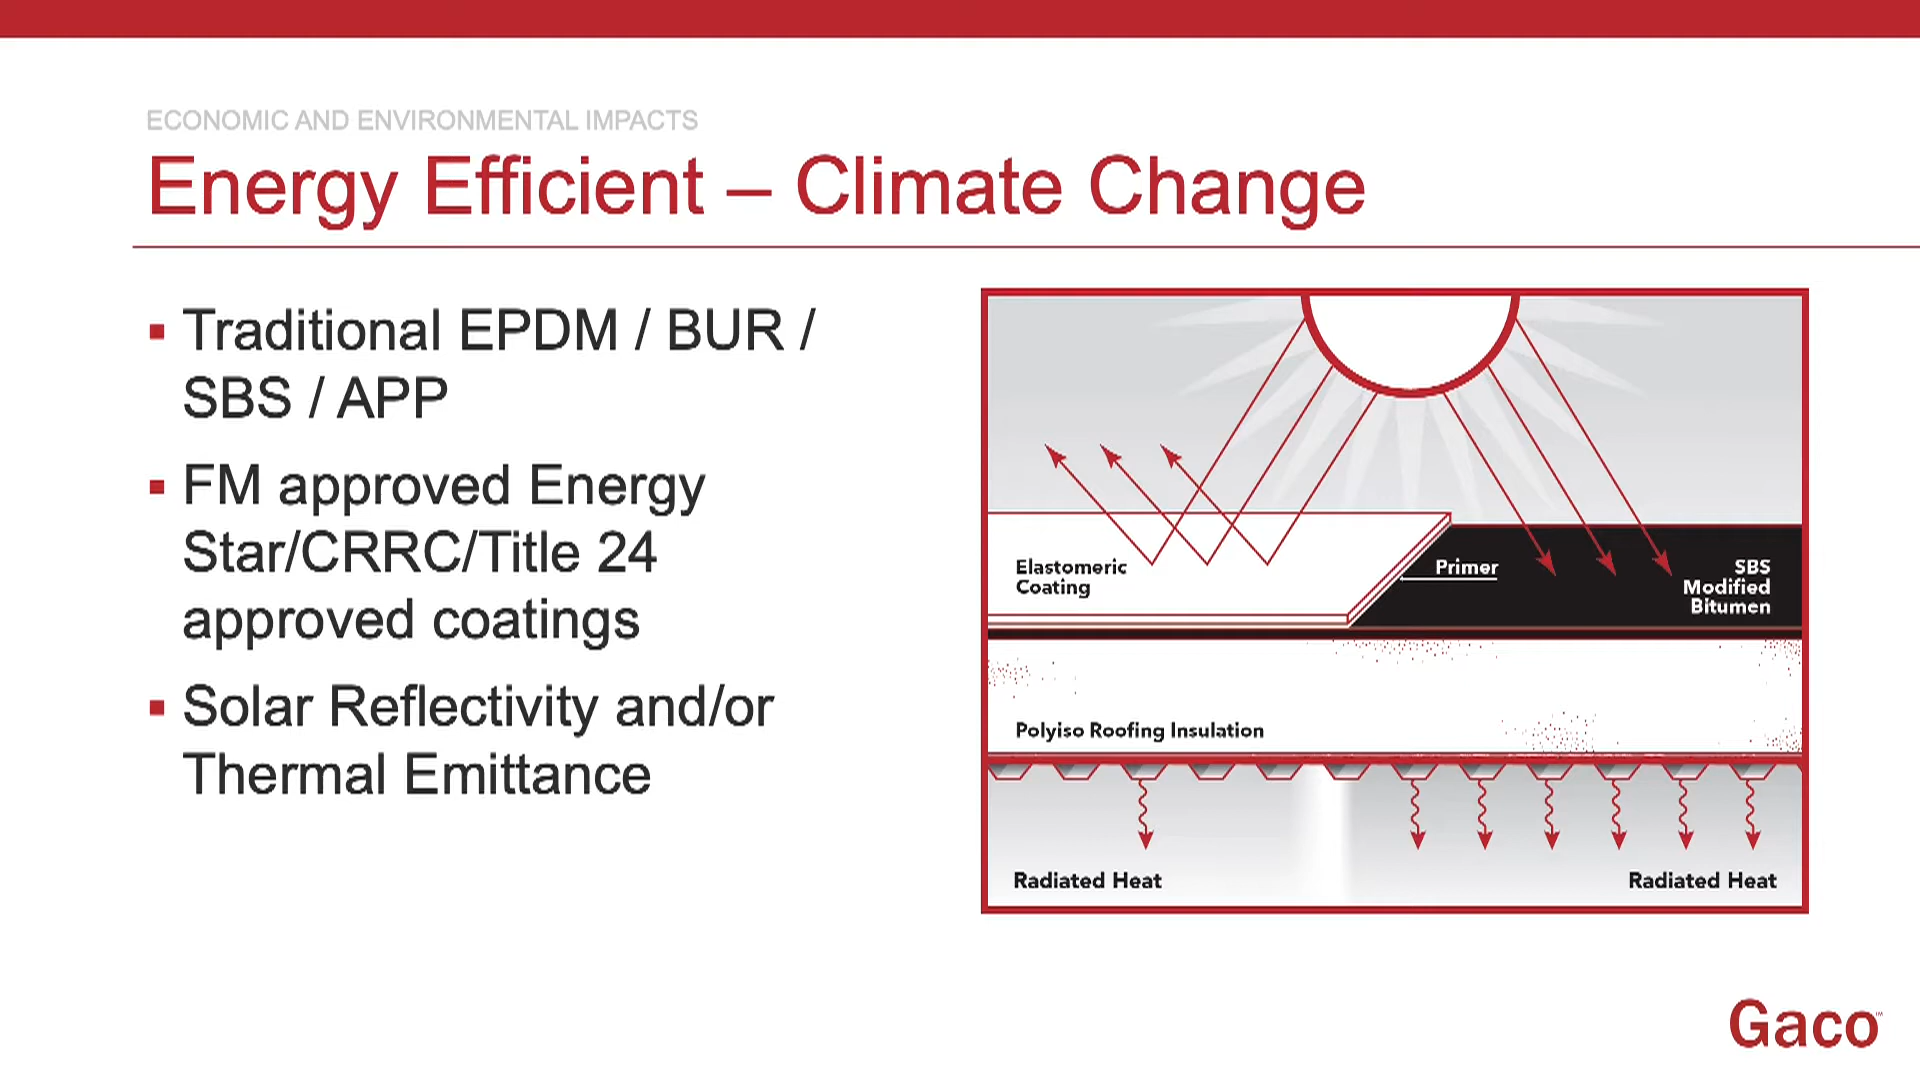 ECONOMIC AND ENVIRONMENTAL IMPACTS
Energy Efficient – Climate Change
▪ Traditional EPDM / BUR /
SBS / APP
▪ FM approved Energy
Star/CRRC/Title 24
approved coatings
▪ Solar Reflectivity and/or
Thermal Emittance
Elastomeric
Coating
Primer
SBS
Modified
Bitumen
Polyiso Roofing Insulation
Radiated Heat
Radiated Heat
Gaco™